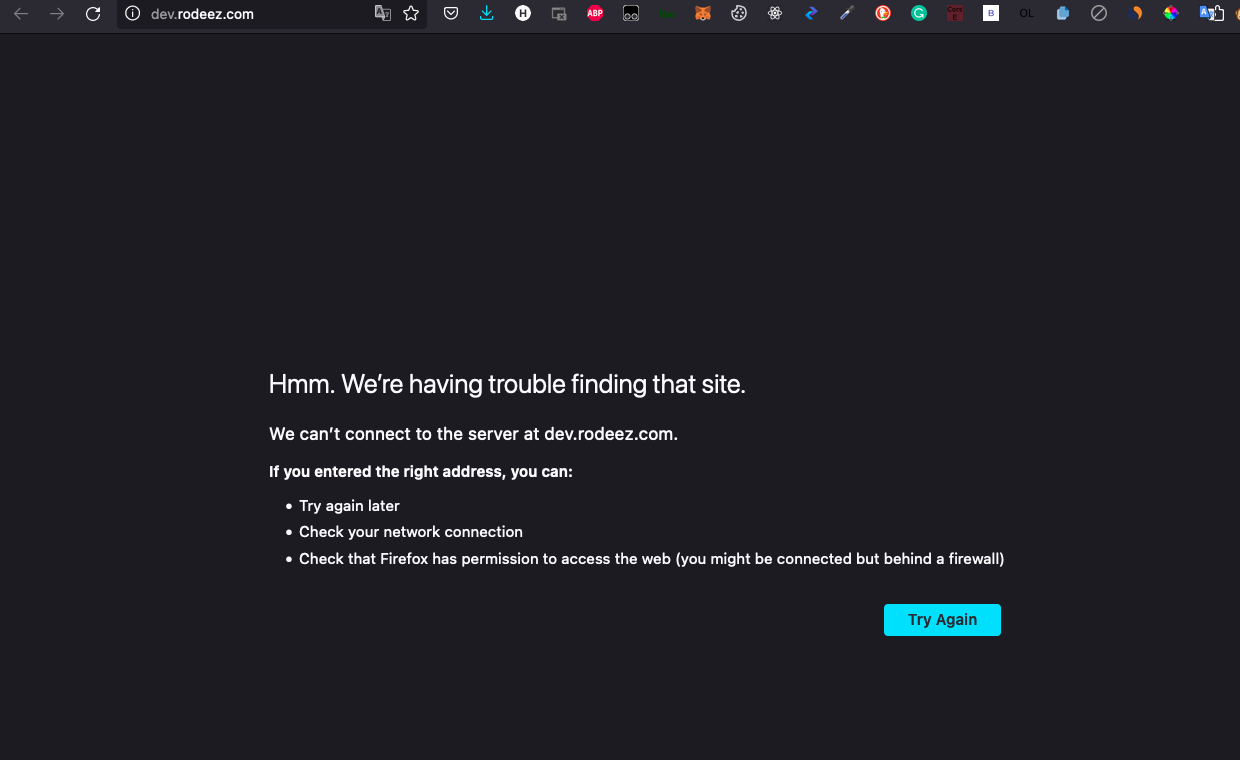 dev.rodeez.com
H
ABP
B
OL
Hmm. We’re having trouble finding that site.
We can’t connect to the server at dev.rodeez.com.
If you entered the right address, you can:
Try again later
Check your network connection
Check that Firefox has permission to access the web (you might be connected but behind a firewall)
Try Again